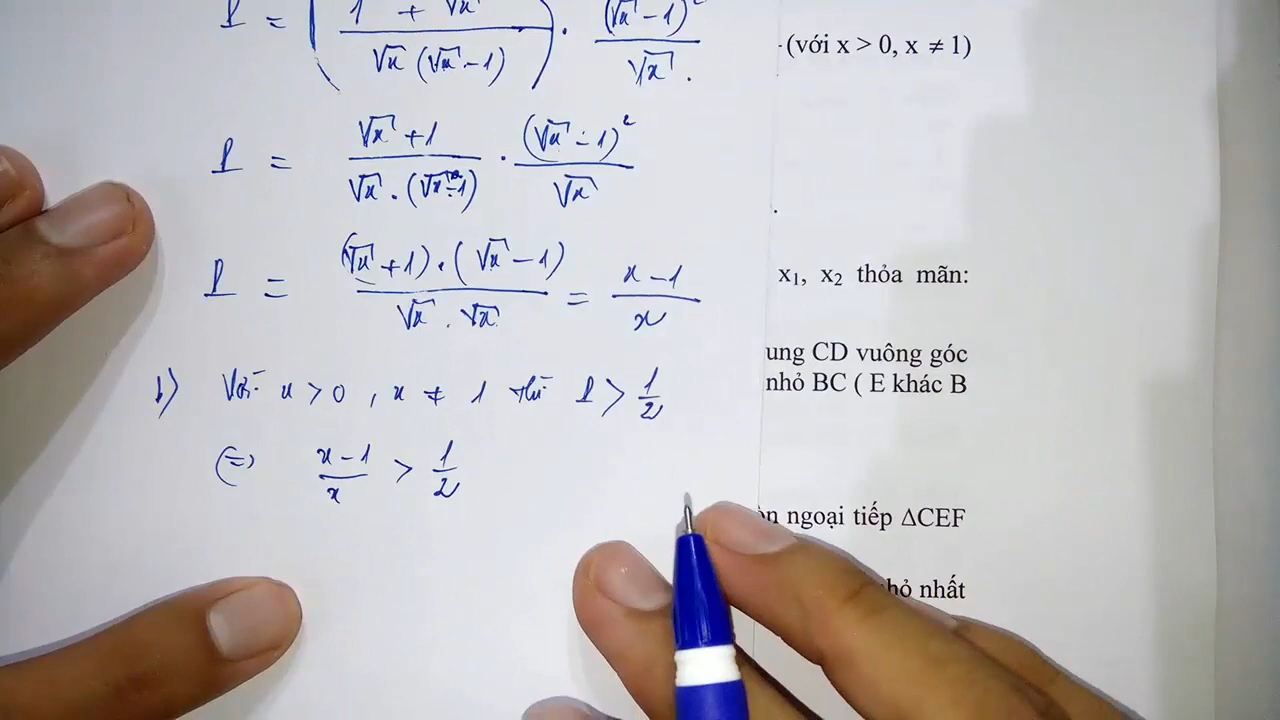 P = ( (1 + √x) / (√x (√x - 1)) ) . (√x - 1)² / √x .
(với x > 0, x ≠ 1)
P = (√x + 1) / (√x . (√x - 1)) . (√x - 1)² / √x
P = (√x + 1) . (√x - 1) / (√x . √x) = (x - 1) / x
x₁, x₂ thỏa mãn:
ung CD vuông góc
b) Với x > 0 , x ≠ 1 thì P > 1/2
nhỏ BC ( E khác B
⇔ (x - 1) / x > 1/2
ngoại tiếp ΔCEF
nhất